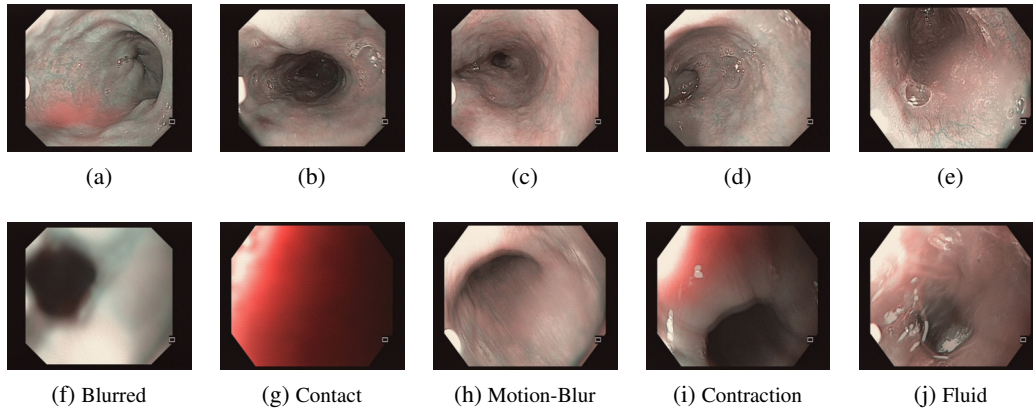 (a) (b) (c) (d) (e)
(f) Blurred (g) Contact (h) Motion-Blur (i) Contraction (j) Fluid